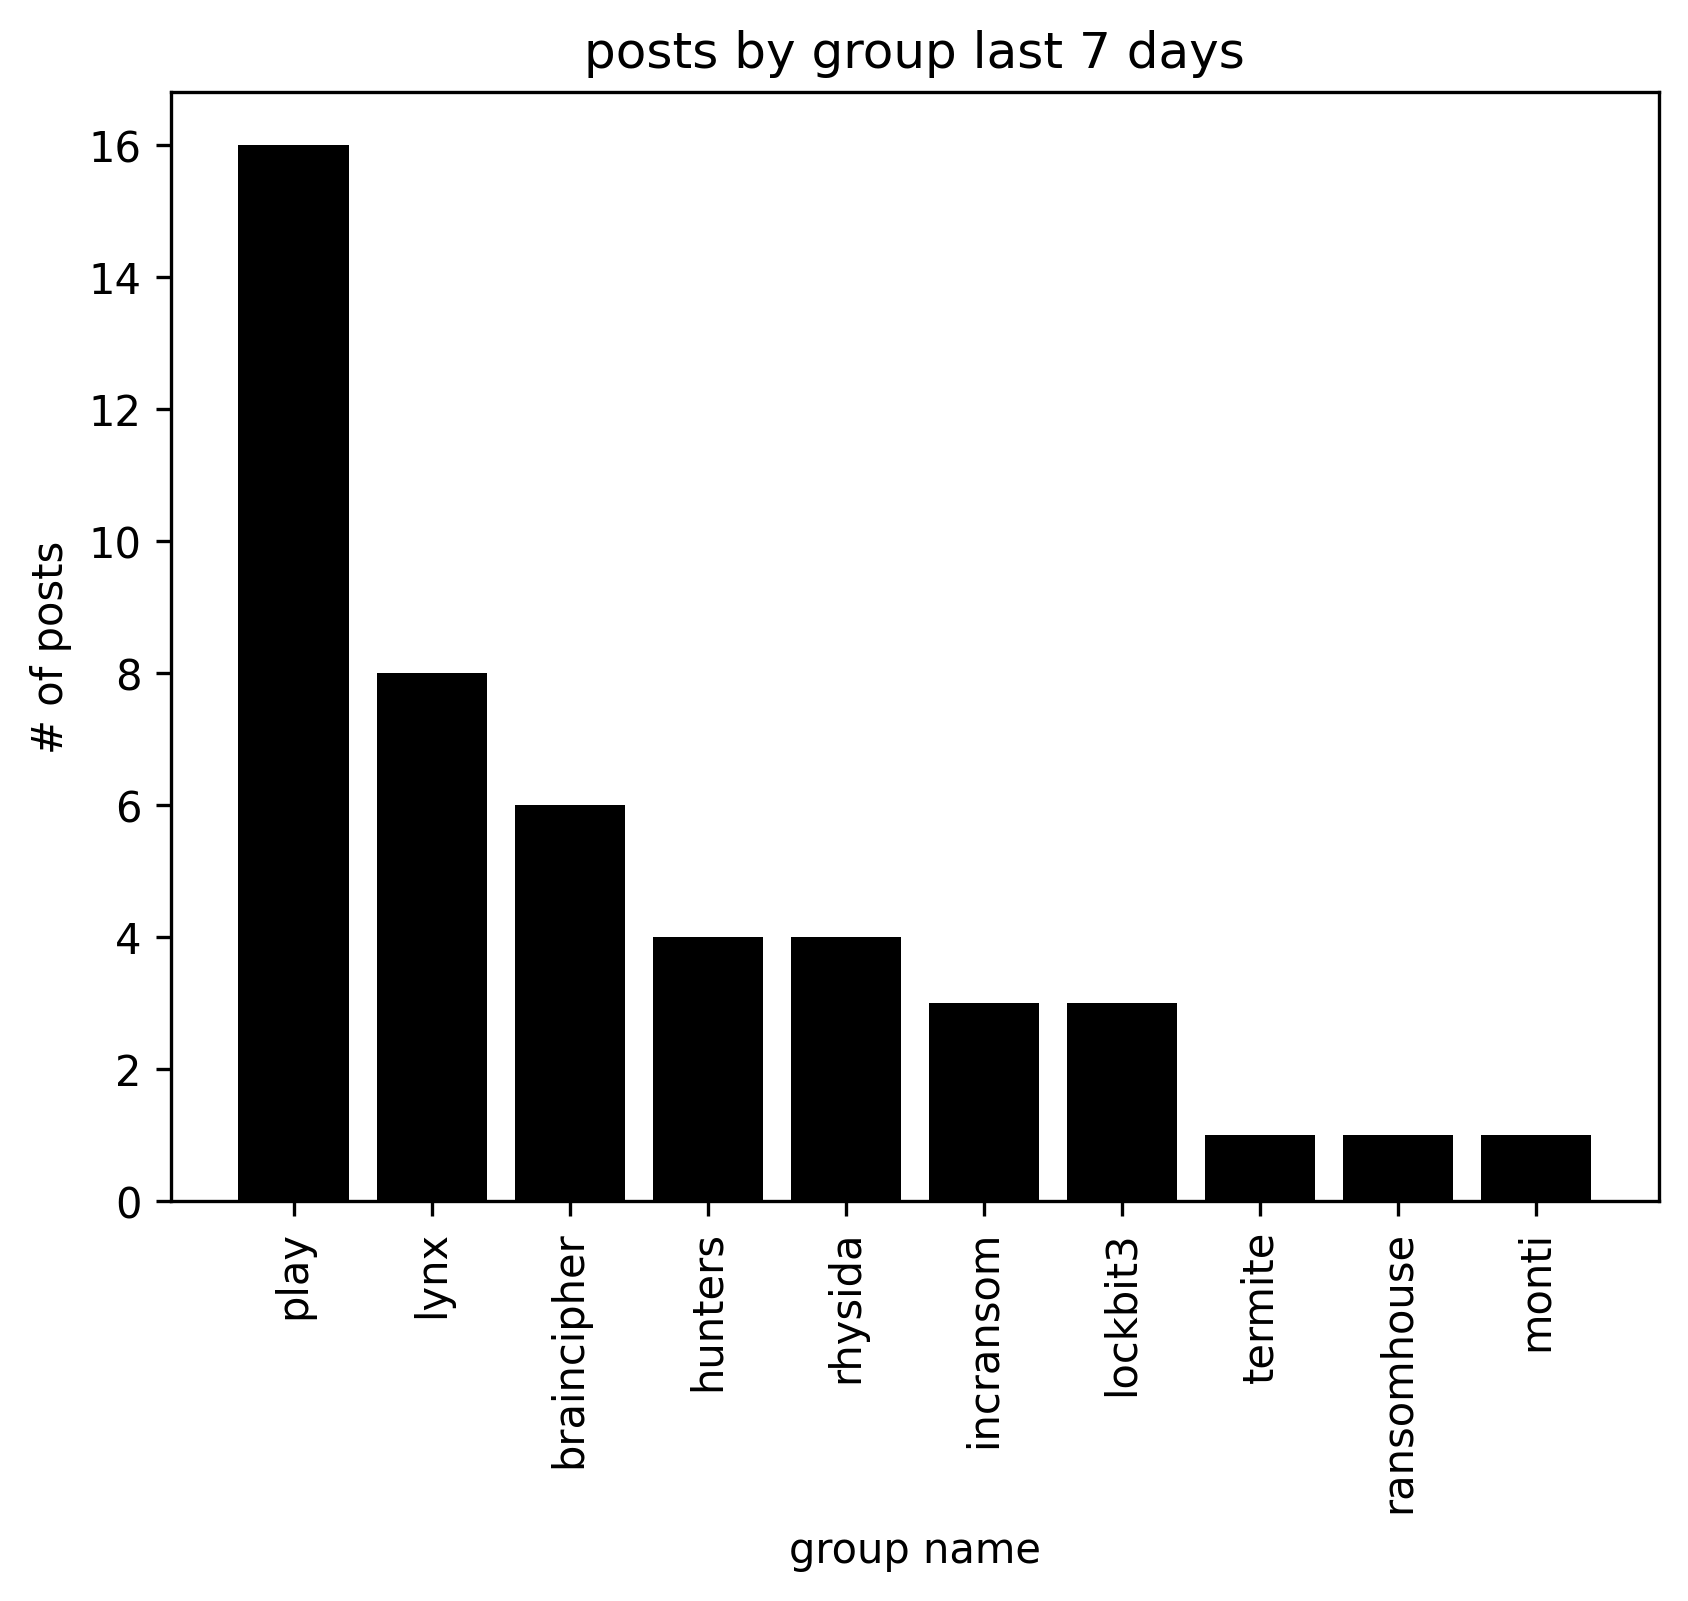 posts by group last 7 days
16
14
12
10
8
6
4
2
0
# of posts
play
lynx
braincipher
hunters
rhysida
incransom
lockbit3
termite
ransomhouse
monti
group name